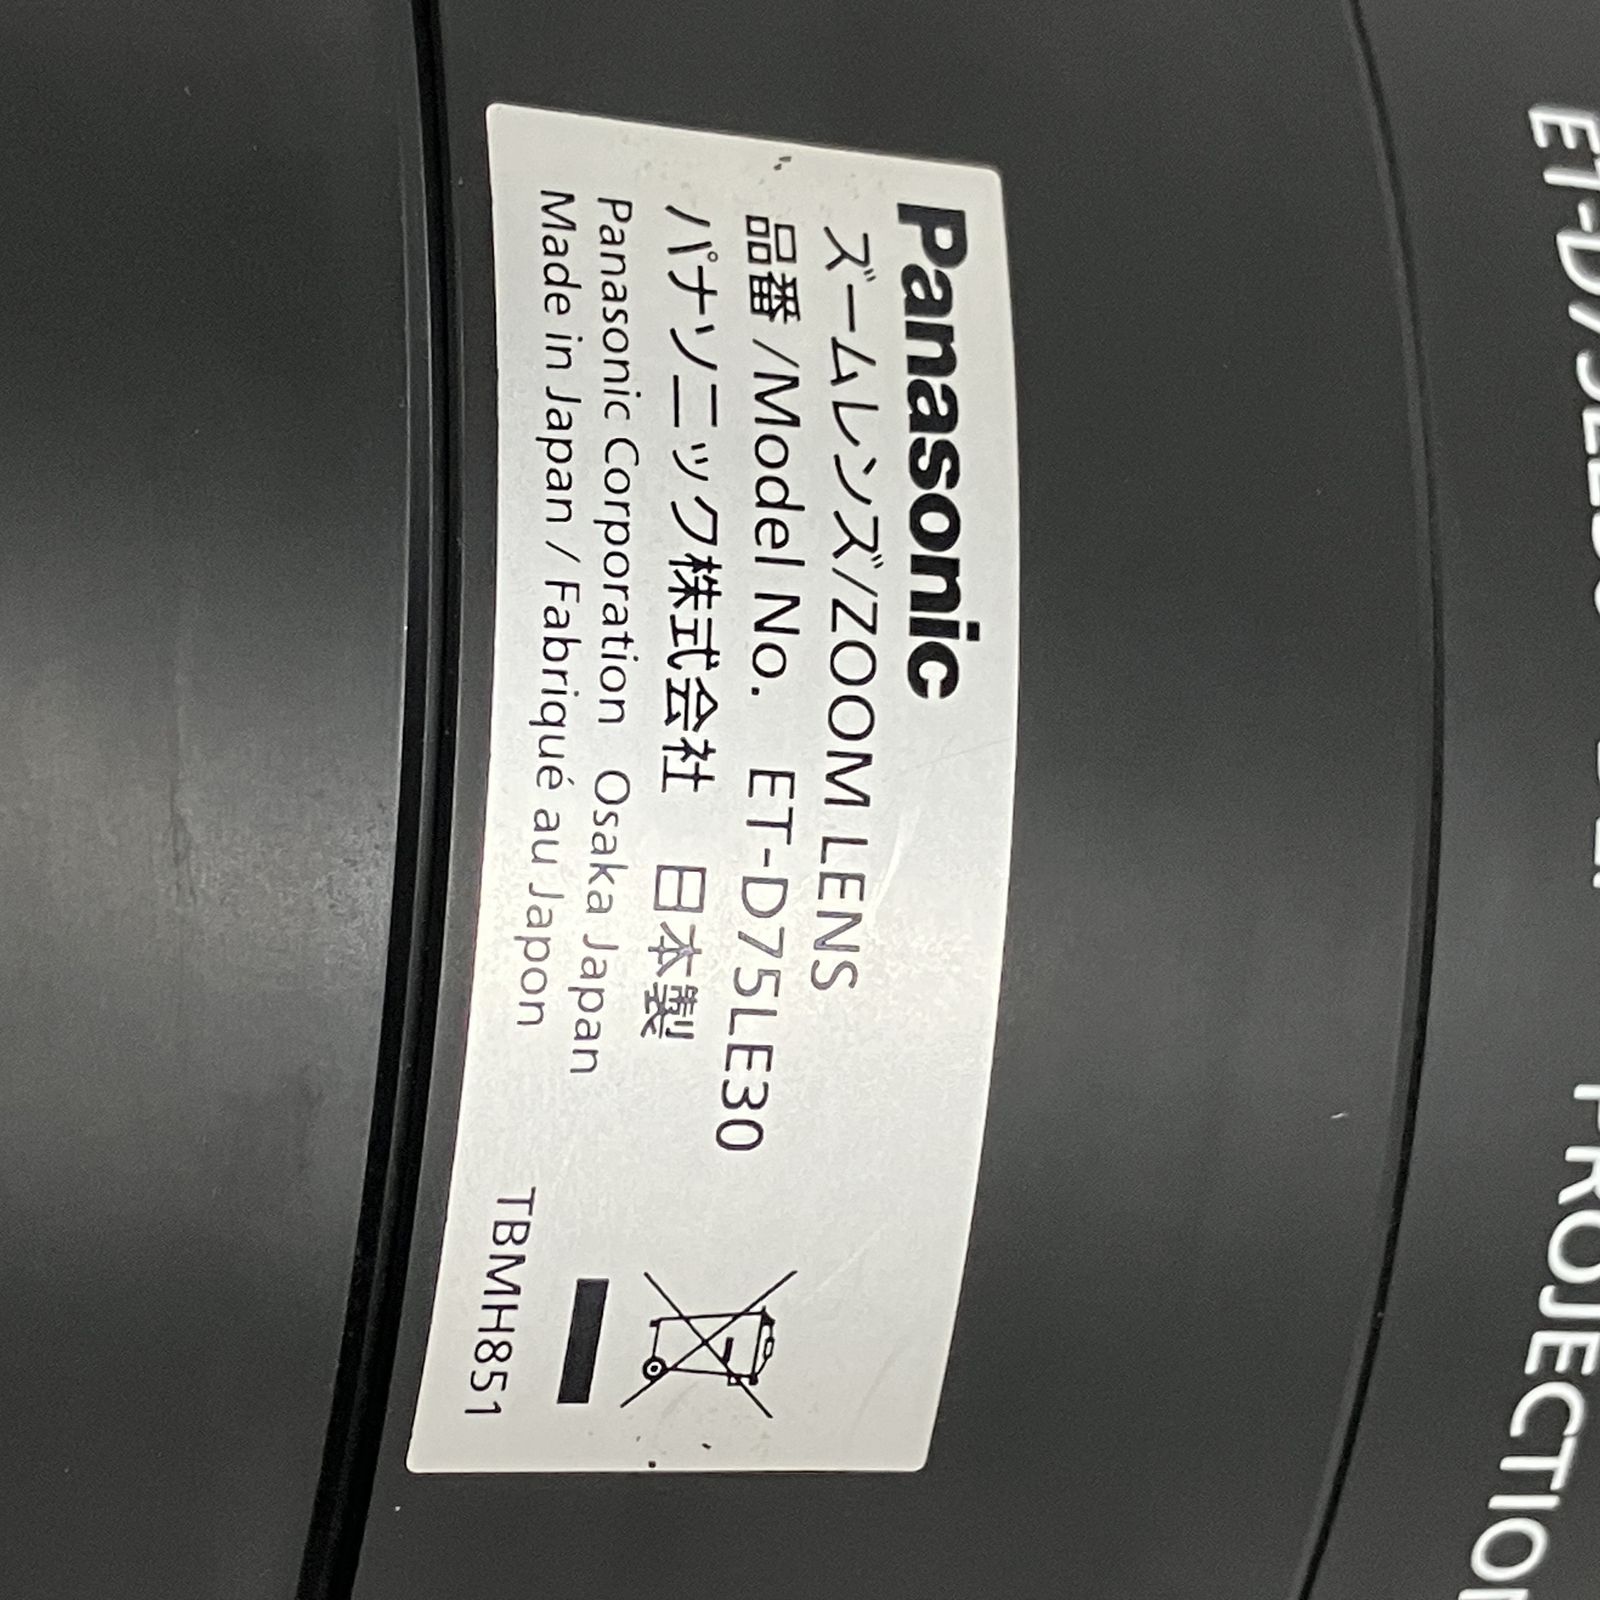 Panasonic
ズームレンズ/ZOOM LENS
品番/Model No. ET-D75LE30
パナソニック株式会社 日本製
Panasonic Corporation Osaka Japan
Made in Japan / Fabriqué au Japon
TBMH851
PROJECTION